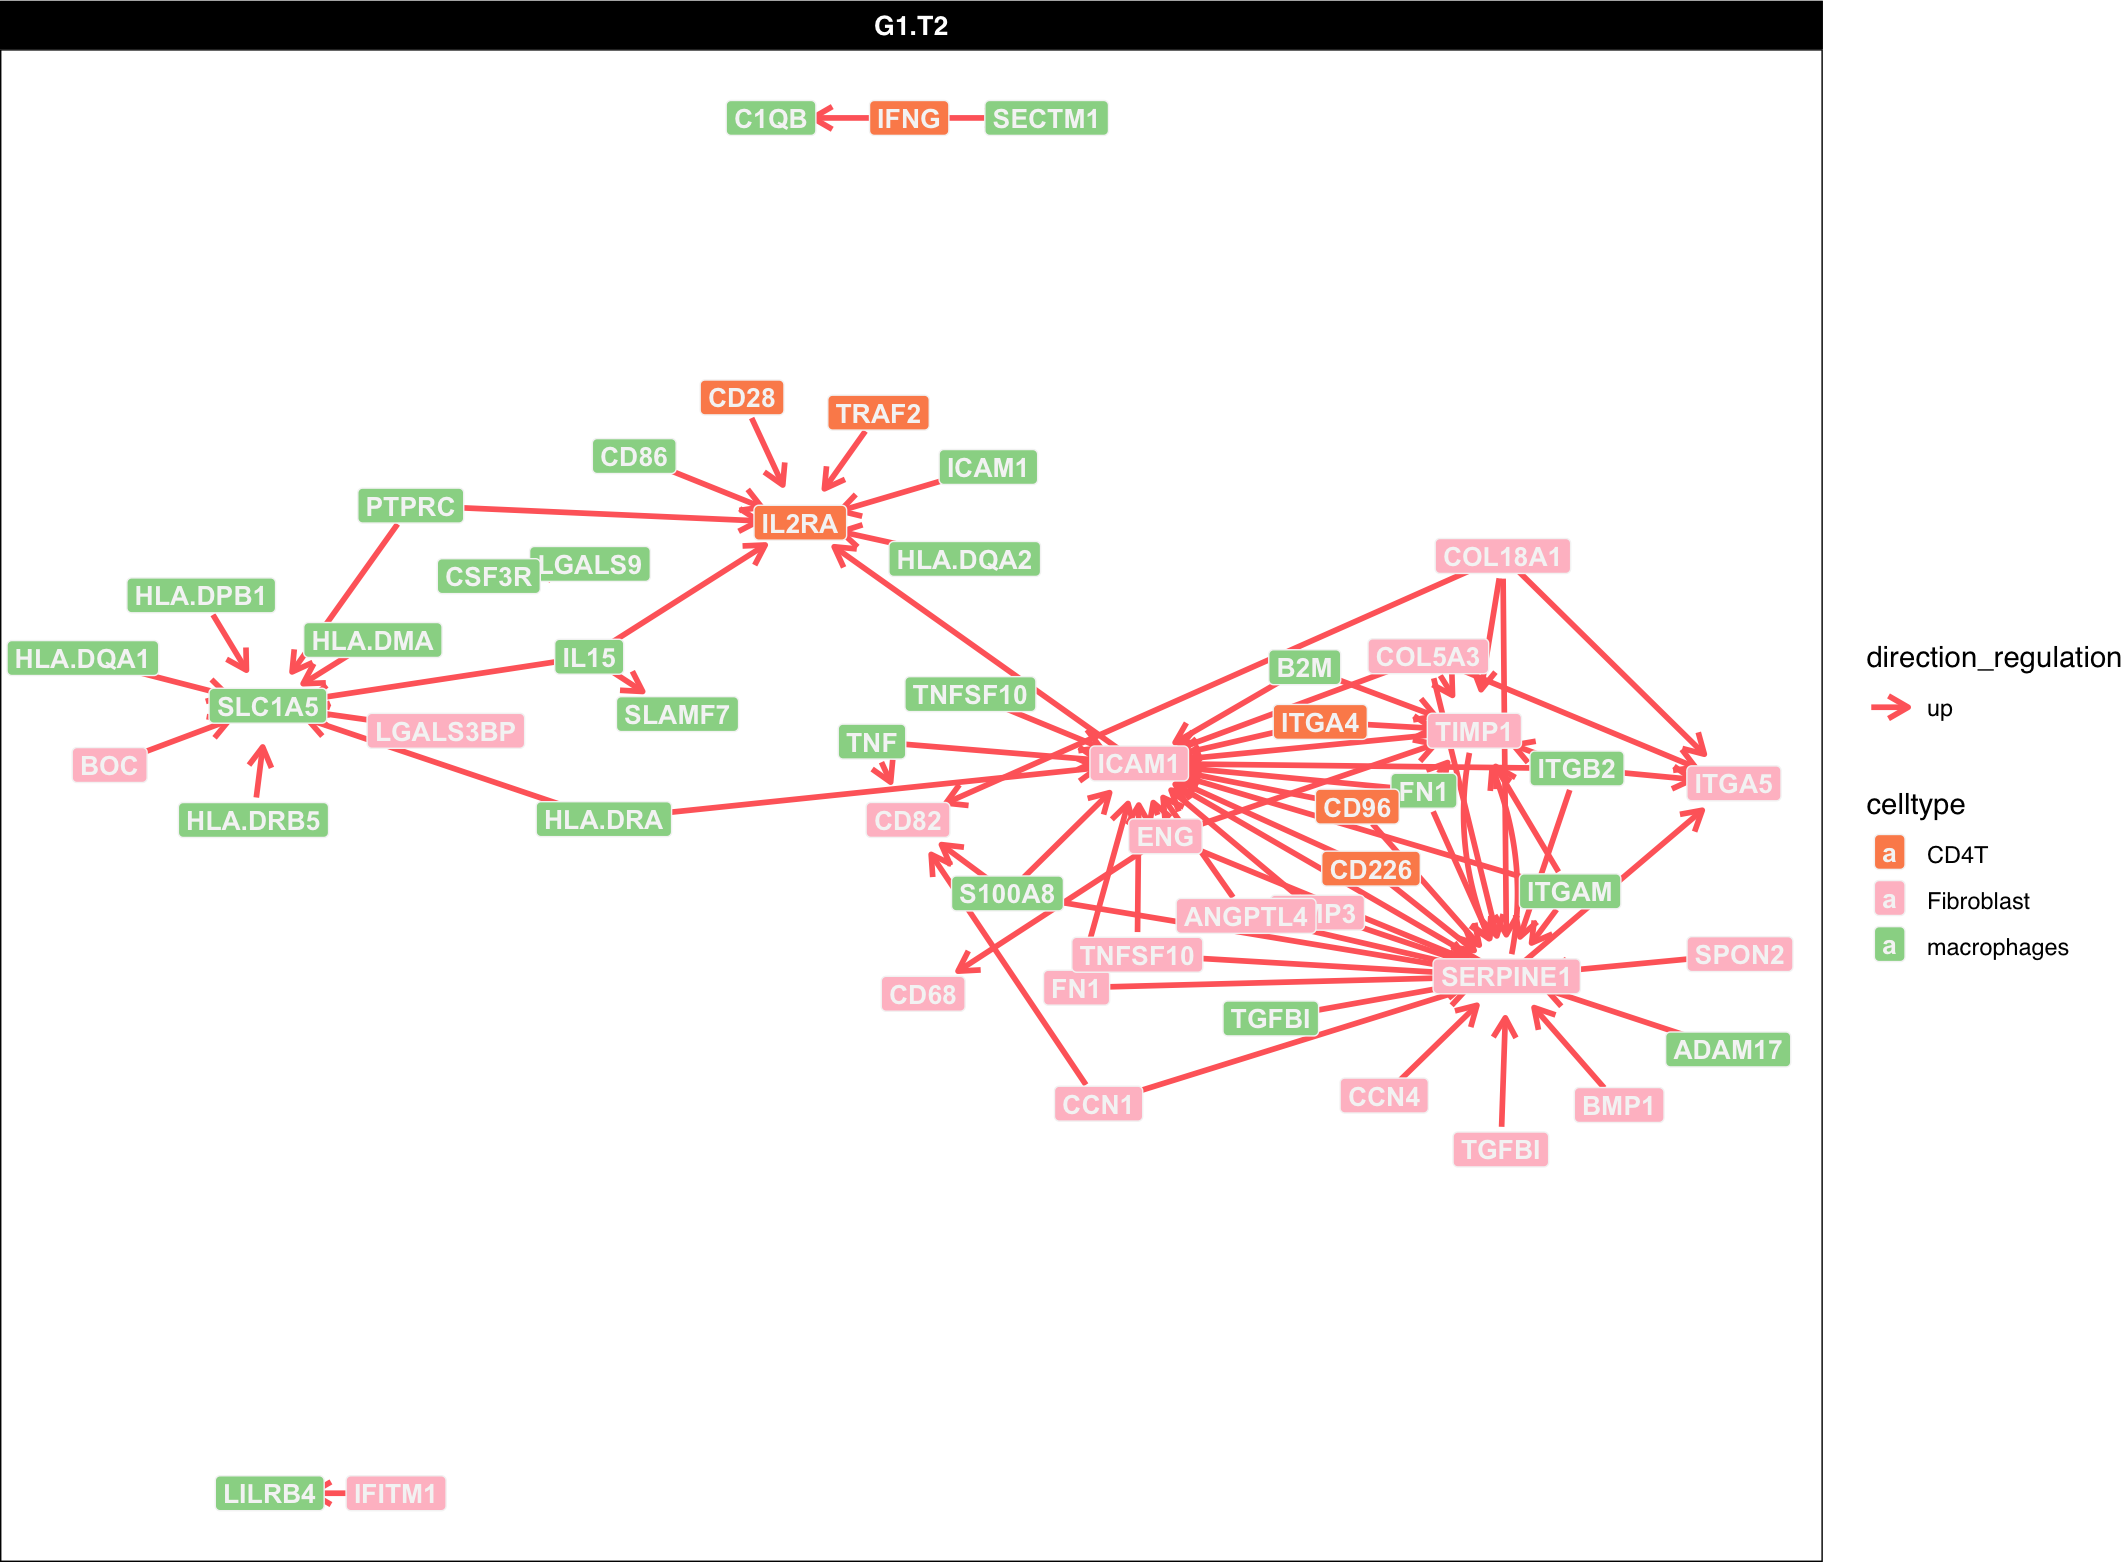 G1.T2
C1QB
IFNG
SECTM1
CD28
TRAF2
CD86
ICAM1
PTPRC
IL2RA
HLA.DQA2
LGALS9
CSF3R
COL18A1
HLA.DPB1
HLA.DMA
HLA.DQA1
IL15
COL5A3
B2M
TNFSF10
SLC1A5
SLAMF7
ITGA4
LGALS3BP
TIMP1
TNF
BOC
ICAM1
ITGB2
ITGA5
FN1
CD96
HLA.DRB5
HLA.DRA
CD82
ENG
CD226
S100A8
ITGAM
ANGPTL4
TNFSF10
SPON2
SERPINE1
CD68
FN1
TGFBI
ADAM17
CCN1
CCN4
BMP1
TGFBI
LILRB4
IFITM1
direction_regulation
up
celltype
a CD4T
a Fibroblast
a macrophages